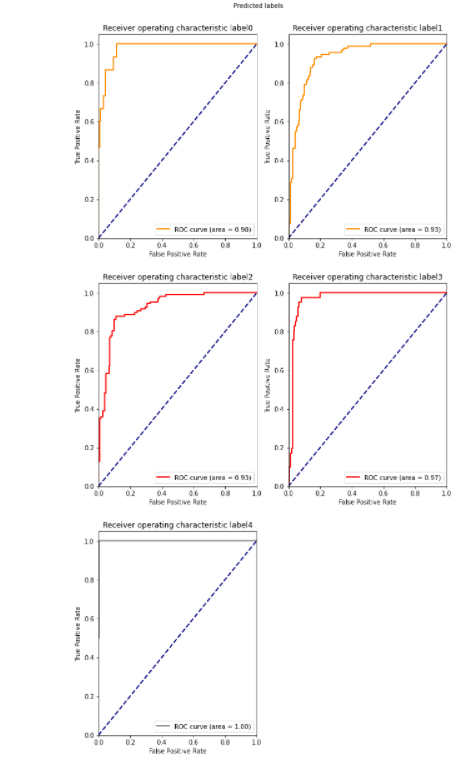 Predicted labels
Receiver operating characteristic label0
True Positive Rate
1.0
0.8
0.6
0.4
0.2
0.0
0.0 0.2 0.4 0.6 0.8 1.0
False Positive Rate
ROC curve (area = 0.98)
Receiver operating characteristic label1
True Positive Rate
1.0
0.8
0.6
0.4
0.2
0.0
0.0 0.2 0.4 0.6 0.8 1.0
False Positive Rate
ROC curve (area = 0.93)
Receiver operating characteristic label2
True Positive Rate
1.0
0.8
0.6
0.4
0.2
0.0
0.0 0.2 0.4 0.6 0.8 1.0
False Positive Rate
ROC curve (area = 0.93)
Receiver operating characteristic label3
True Positive Rate
1.0
0.8
0.6
0.4
0.2
0.0
0.0 0.2 0.4 0.6 0.8 1.0
False Positive Rate
ROC curve (area = 0.97)
Receiver operating characteristic label4
True Positive Rate
1.0
0.8
0.6
0.4
0.2
0.0
0.0 0.2 0.4 0.6 0.8 1.0
False Positive Rate
ROC curve (area = 1.00)